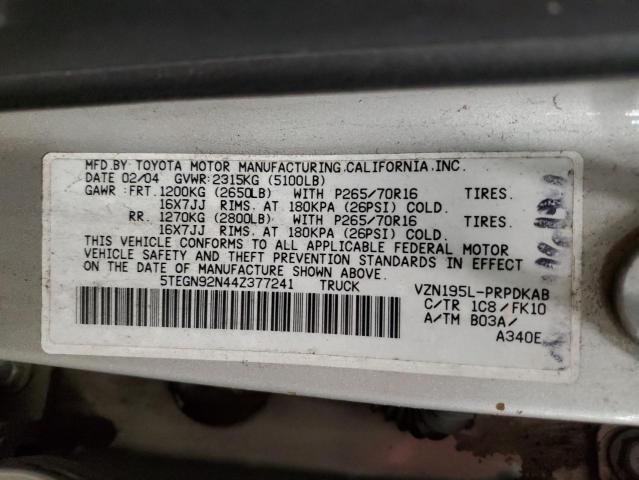 MFD.BY TOYOTA MOTOR MANUFACTURING,CALIFORNIA,INC.
DATE 02/04 GVWR:2315KG (5100LB)
GAWR: FRT. 1200KG (2650LB) WITH P265/70R16 TIRES.
16X7JJ RIMS. AT 180KPA (26PSI) COLD.
RR. 1270KG (2800LB) WITH P265/70R16 TIRES.
16X7JJ RIMS. AT 180KPA (26PSI) COLD.
THIS VEHICLE CONFORMS TO ALL APPLICABLE FEDERAL MOTOR
VEHICLE SAFETY AND THEFT PREVENTION STANDARDS IN EFFECT
ON THE DATE OF MANUFACTURE SHOWN ABOVE.
5TEGN92N44Z377241 TRUCK VZN195L-PRPDKAB
C/TR 1C8/FK10
A/TM B03A/
A340E